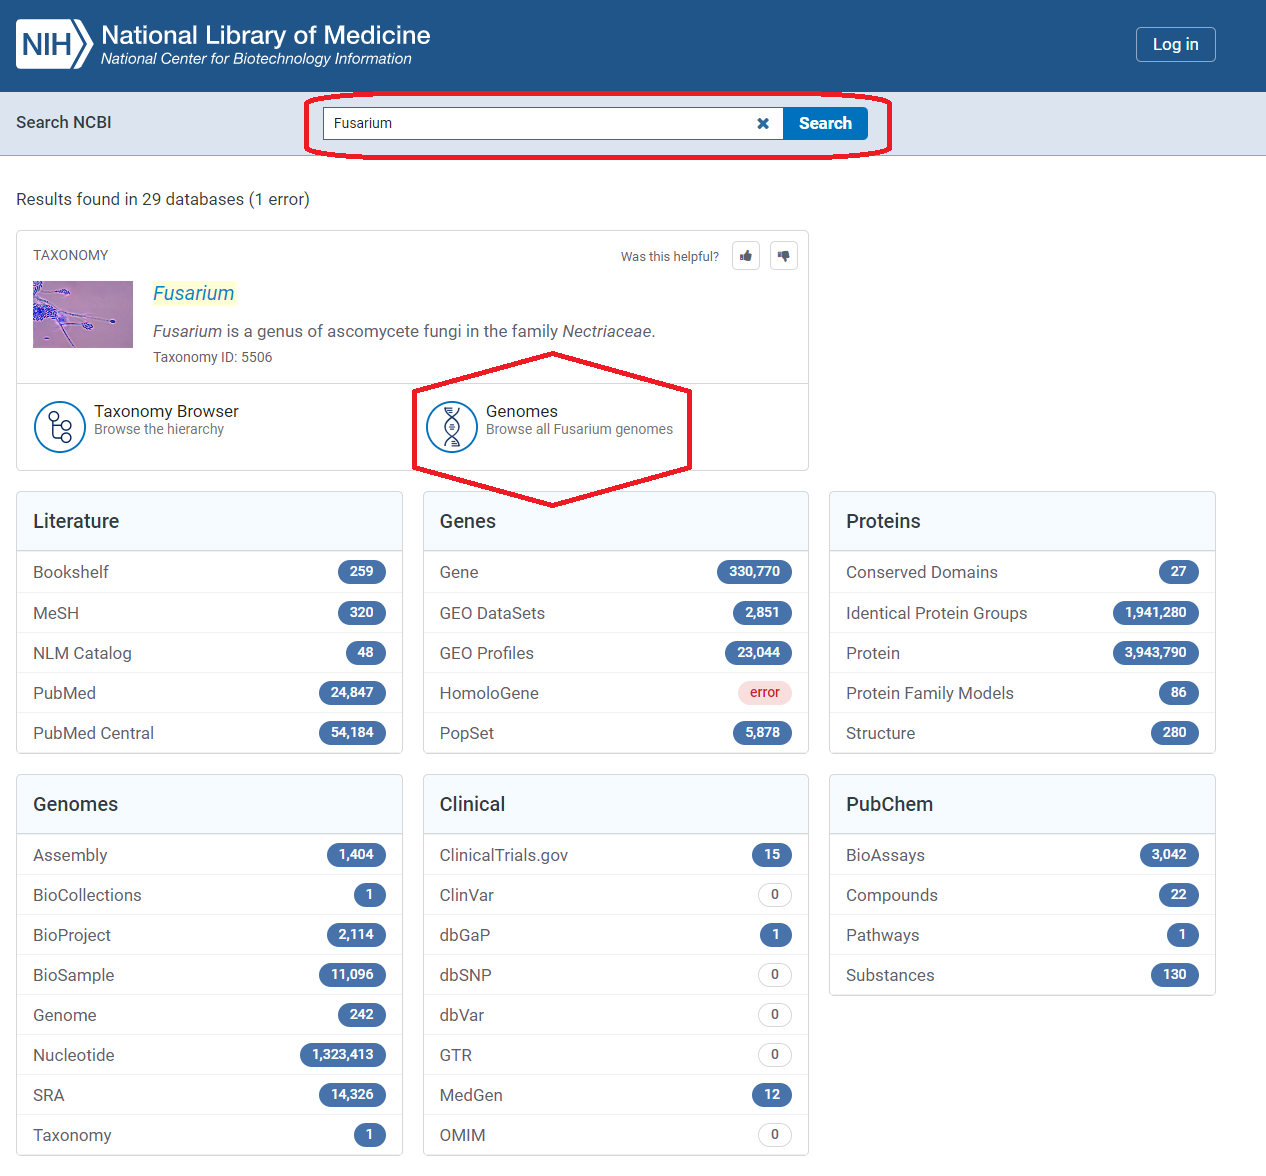 NIH
National Library of Medicine
National Center for Biotechnology Information
Log in
Search NCBI
Fusarium
Search
Results found in 29 databases (1 error)
TAXONOMY
Was this helpful?
Fusarium
Fusarium is a genus of ascomycete fungi in the family Nectriaceae.
Taxonomy ID: 5506
Taxonomy Browser
Browse the hierarchy
Genomes
Browse all Fusarium genomes
Literature
Bookshelf 259
MeSH 320
NLM Catalog 48
PubMed 24,847
PubMed Central 54,184
Genes
Gene 330,770
GEO DataSets 2,851
GEO Profiles 23,044
HomoloGene error
PopSet 5,878
Proteins
Conserved Domains 27
Identical Protein Groups 1,941,280
Protein 3,943,790
Protein Family Models 86
Structure 280
Genomes
Assembly 1,404
BioCollections 1
BioProject 2,114
BioSample 11,096
Genome 242
Nucleotide 1,323,413
SRA 14,326
Taxonomy 1
Clinical
ClinicalTrials.gov 15
ClinVar 0
dbGaP 1
dbSNP 0
dbVar 0
GTR 0
MedGen 12
OMIM 0
PubChem
BioAssays 3,042
Compounds 22
Pathways 1
Substances 130